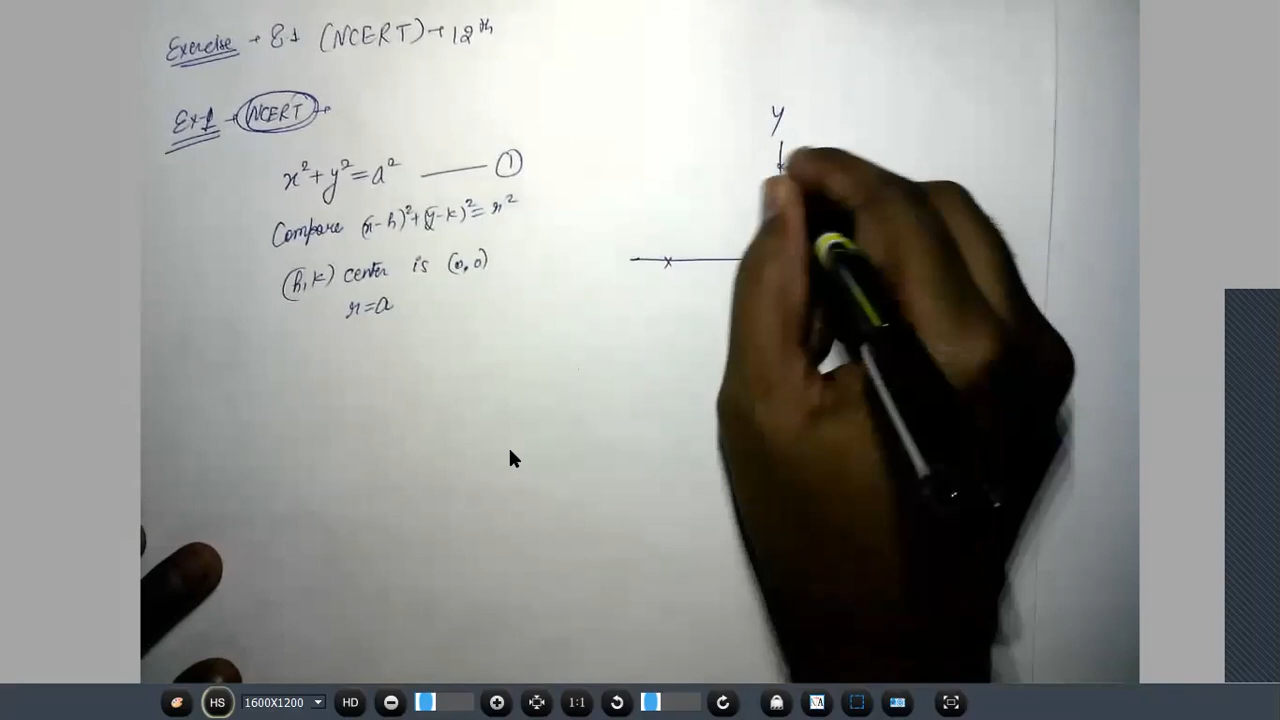 Exercise → 8.1 (NCERT) → 12th
Ex-1 → NCERT →
x² + y² = a² —— ①
Compare (x-h)² + (y-k)² = r²
(h,k) center is (0,0)
r = a
y
x
HS 1600X1200 HD 1:1